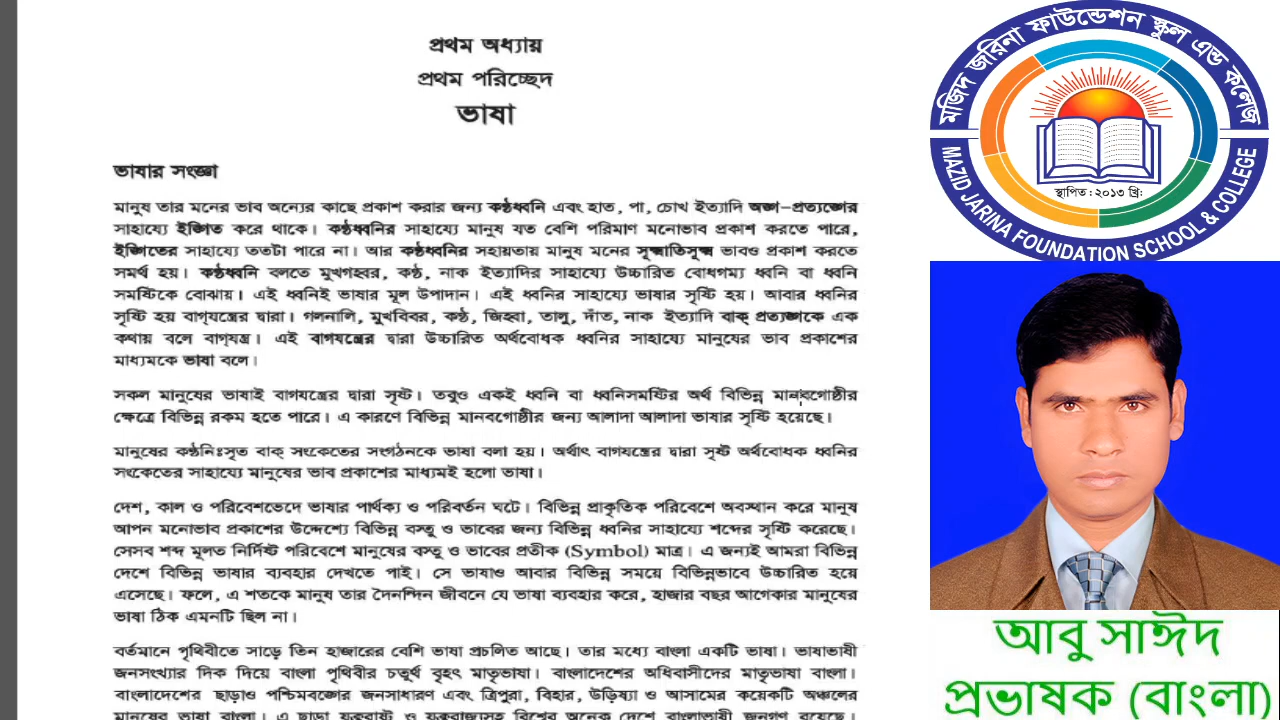 প্রথম অধ্যায়
প্রথম পরিচ্ছেদ
ভাষা
ভাষার সংজ্ঞা
মানুষ তার মনের ভাব অন্যের কাছে প্রকাশ করার জন্য কণ্ঠধ্বনি এবং হাত, পা, চোখ ইত্যাদি অঙ্গ-প্রত্যঙ্গের
সাহায্যে ইঙ্গিত করে থাকে। কণ্ঠধ্বনির সাহায্যে মানুষ যত বেশি পরিমাণ মনোভাব প্রকাশ করতে পারে,
ইঙ্গিতের সাহায্যে ততটা পারে না। আর কণ্ঠধ্বনির সহায়তায় মানুষ মনের সূক্ষ্মাতিসূক্ষ্ম ভাবও প্রকাশ করতে
সমর্থ হয়। কণ্ঠধ্বনি বলতে মুখগহ্বর, কণ্ঠ, নাক ইত্যাদির সাহায্যে উচ্চারিত বোধগম্য ধ্বনি বা ধ্বনি
সমষ্টিকে বোঝায়। এই ধ্বনিই ভাষার মূল উপাদান। এই ধ্বনির সাহায্যে ভাষার সৃষ্টি হয়। আবার ধ্বনির
সৃষ্টি হয় বাগ্‌যন্ত্রের দ্বারা। গলনালি, মুখবিবর, কণ্ঠ, জিহ্বা, তালু, দাঁত, নাক ইত্যাদি বাক্ প্রত্যঙ্গকে এক
কথায় বলে বাগ্‌যন্ত্র। এই বাগযন্ত্রের দ্বারা উচ্চারিত অর্থবোধক ধ্বনির সাহায্যে মানুষের ভাব প্রকাশের
মাধ্যমকে ভাষা বলে।
সকল মানুষের ভাষাই বাগযন্ত্রের দ্বারা সৃষ্ট। তবুও একই ধ্বনি বা ধ্বনিসমষ্টির অর্থ বিভিন্ন মানবগোষ্ঠীর
ক্ষেত্রে বিভিন্ন রকম হতে পারে। এ কারণে বিভিন্ন মানবগোষ্ঠীর জন্য আলাদা আলাদা ভাষার সৃষ্টি হয়েছে।
মানুষের কণ্ঠনিঃসৃত বাক্ সংকেতের সংগঠনকে ভাষা বলা হয়। অর্থাৎ বাগযন্ত্রের দ্বারা সৃষ্ট অর্থবোধক ধ্বনির
সংকেতের সাহায্যে মানুষের ভাব প্রকাশের মাধ্যমই হলো ভাষা।
দেশ, কাল ও পরিবেশভেদে ভাষার পার্থক্য ও পরিবর্তন ঘটে। বিভিন্ন প্রাকৃতিক পরিবেশে অবস্থান করে মানুষ
আপন মনোভাব প্রকাশের উদ্দেশ্যে বিভিন্ন বস্তু ও ভাবের জন্য বিভিন্ন ধ্বনির সাহায্যে শব্দের সৃষ্টি করেছে।
সেসব শব্দ মূলত নির্দিষ্ট পরিবেশে মানুষের বস্তু ও ভাবের প্রতীক (Symbol) মাত্র। এ জন্যই আমরা বিভিন্ন
দেশে বিভিন্ন ভাষার ব্যবহার দেখতে পাই। সে ভাষাও আবার বিভিন্ন সময়ে বিভিন্নভাবে উচ্চারিত হয়ে
এসেছে। ফলে, এ শতকে মানুষ তার দৈনন্দিন জীবনে যে ভাষা ব্যবহার করে, হাজার বছর আগেকার মানুষের
ভাষা ঠিক এমনটি ছিল না।
বর্তমানে পৃথিবীতে সাড়ে তিন হাজারের বেশি ভাষা প্রচলিত আছে। তার মধ্যে বাংলা একটি ভাষা। ভাষাভাষী
জনসংখ্যার দিক দিয়ে বাংলা পৃথিবীর চতুর্থ বৃহৎ মাতৃভাষা। বাংলাদেশের অধিবাসীদের মাতৃভাষা বাংলা।
বাংলাদেশের ছাড়াও পশ্চিমবঙ্গের জনসাধারণ এবং ত্রিপুরা, বিহার, উড়িষ্যা ও আসামের কয়েকটি অঞ্চলের
মানুষের ভাষা বাংলা। এ ছাড়া যুক্তরাষ্ট্র ও যুক্তরাজ্যসহ বিশ্বের অনেক দেশে বাংলাভাষী জনগণ রয়েছে।
মজিদ জরিনা ফাউন্ডেশন স্কুল এন্ড কলেজ
স্থাপিত : ২০১৩ খ্রি:
MAZID JARINA FOUNDATION SCHOOL & COLLEGE
আবু সাঈদ
প্রভাষক (বাংলা)